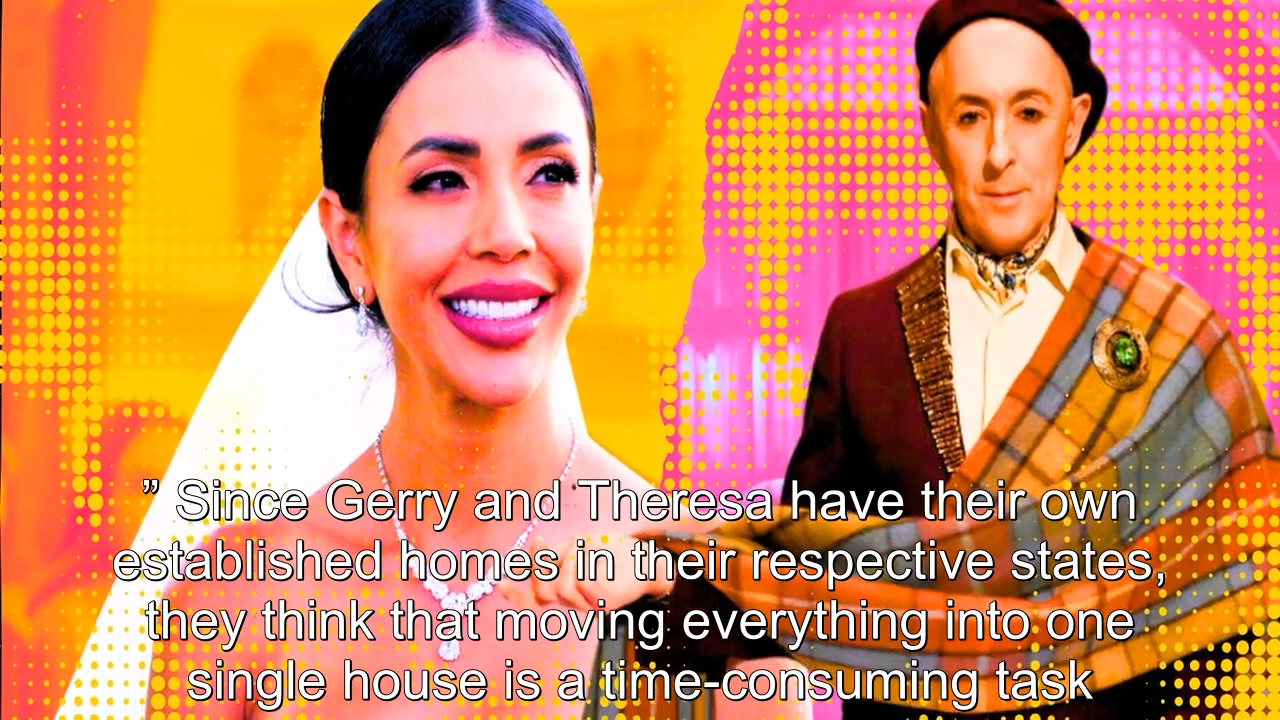 ” Since Gerry and Theresa have their own
established homes in their respective states,
they think that moving everything into one
single house is a time-consuming task